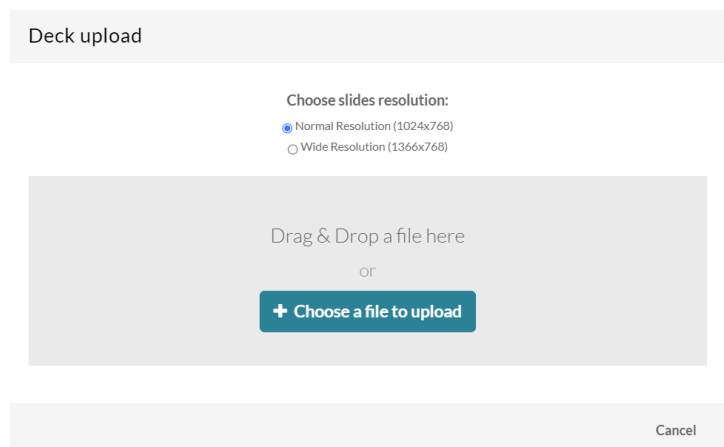 Deck upload
Choose slides resolution:
Normal Resolution (1024x768)
Wide Resolution (1366x768)
Drag & Drop a file here
or
+ Choose a file to upload
Cancel